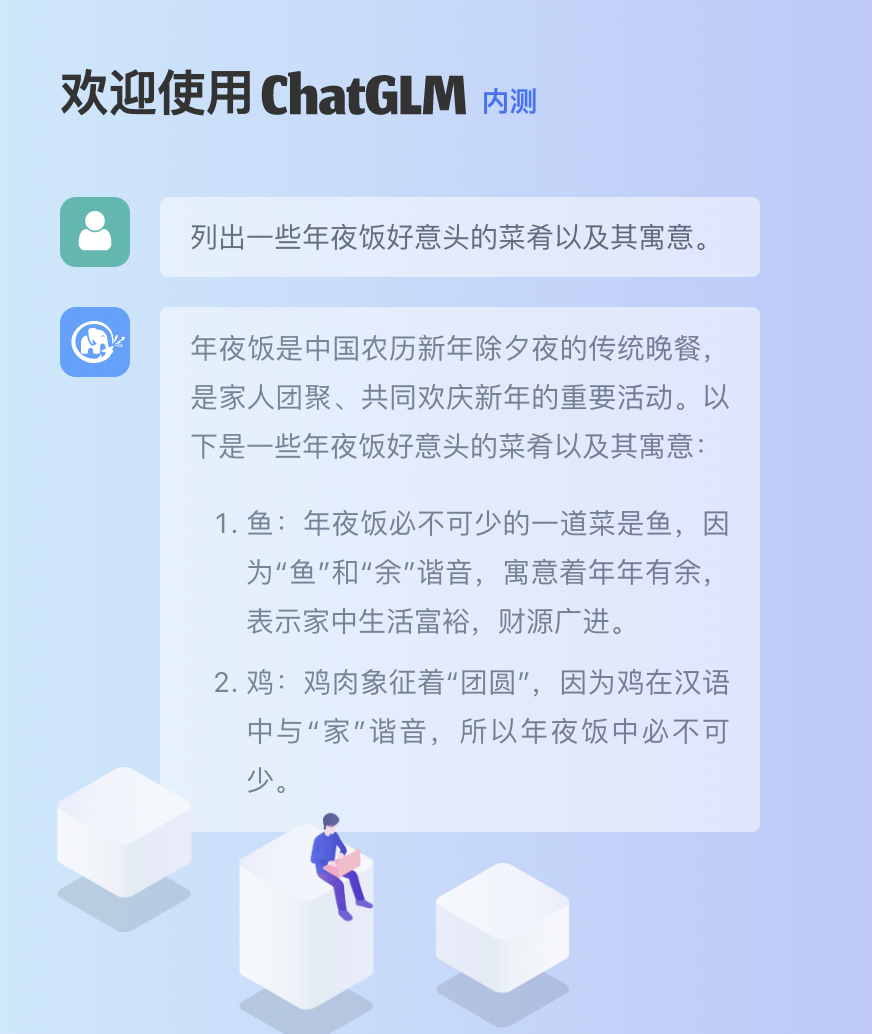 欢迎使用 ChatGLM 内测
列出一些年夜饭好意头的菜肴以及其寓意。
年夜饭是中国农历新年除夕夜的传统晚餐，
是家人团聚、共同欢庆新年的重要活动。以
下是一些年夜饭好意头的菜肴以及其寓意：
1. 鱼：年夜饭必不可少的一道菜是鱼，因
为“鱼”和“余”谐音，寓意着年年有余，
表示家中生活富裕，财源广进。
2. 鸡：鸡肉象征着“团圆”，因为鸡在汉语
中与“家”谐音，所以年夜饭中必不可
少。